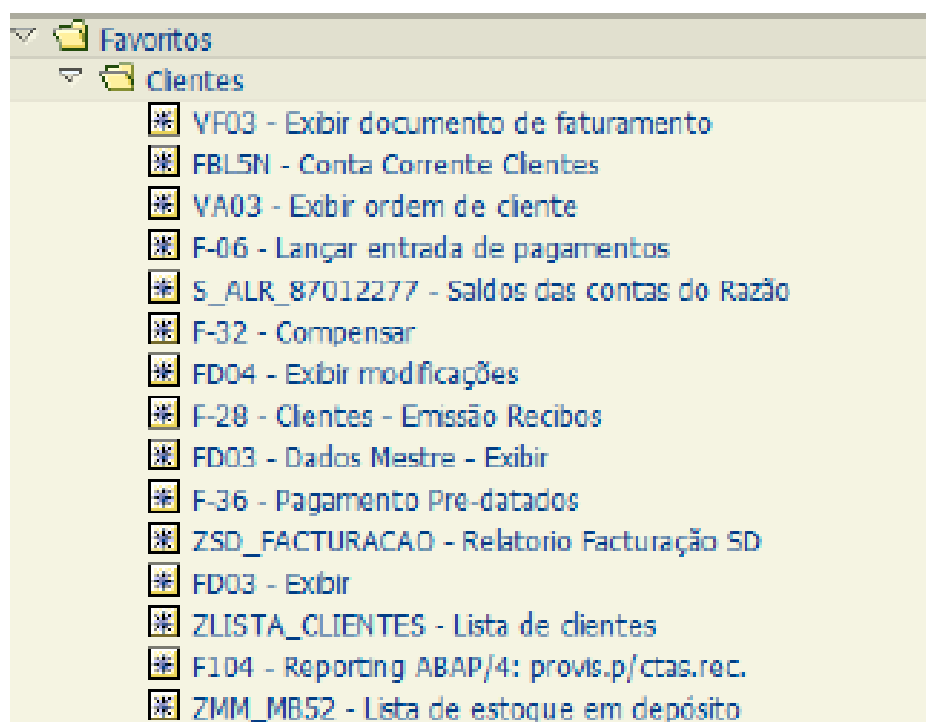 Favoritos
Clientes
VF03 - Exibir documento de faturamento
FBL5N - Conta Corrente Clientes
VA03 - Exibir ordem de cliente
F-06 - Lançar entrada de pagamentos
S_ALR_87012277 - Saldos das contas do Razão
F-32 - Compensar
FD04 - Exibir modificações
F-28 - Clientes - Emissão Recibos
FD03 - Dados Mestre - Exibir
F-36 - Pagamento Pre-datados
ZSD_FACTURACAO - Relatorio Facturação SD
FD03 - Exibir
ZLISTA_CLIENTES - Lista de clientes
F104 - Reporting ABAP/4: provis.p/ctas.rec.
ZMM_MB52 - Lista de estoque em depósito